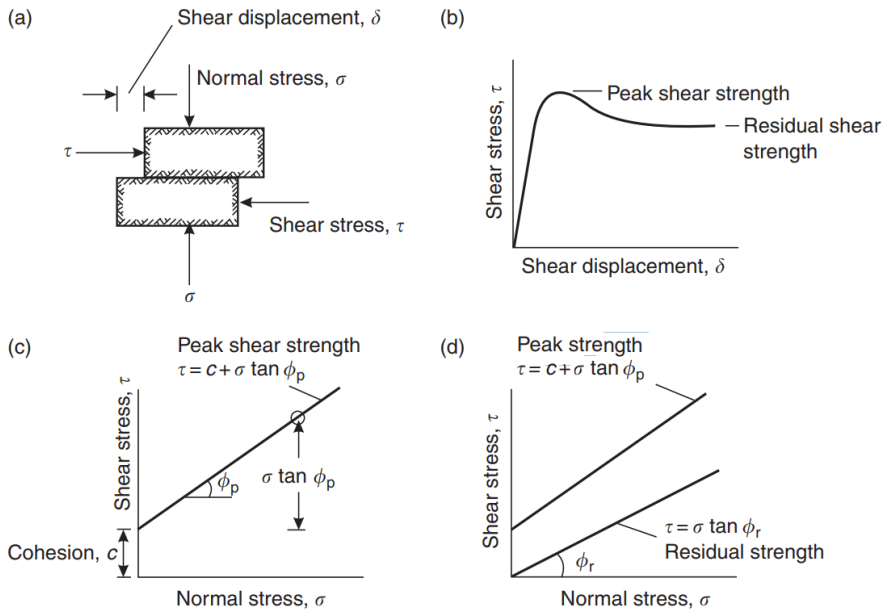 (a)
Shear displacement, δ
Normal stress, σ
τ
Shear stress, τ
σ
(b)
Shear stress, τ
Peak shear strength
Residual shear
strength
Shear displacement, δ
(c)
Peak shear strength
τ = c + σ tan ϕp
Shear stress, τ
ϕp
σ tan ϕp
Cohesion, c
Normal stress, σ
(d)
Peak strength
τ = c + σ tan ϕp
Shear stress, τ
τ = σ tan ϕr
Residual strength
ϕr
Normal stress, σ